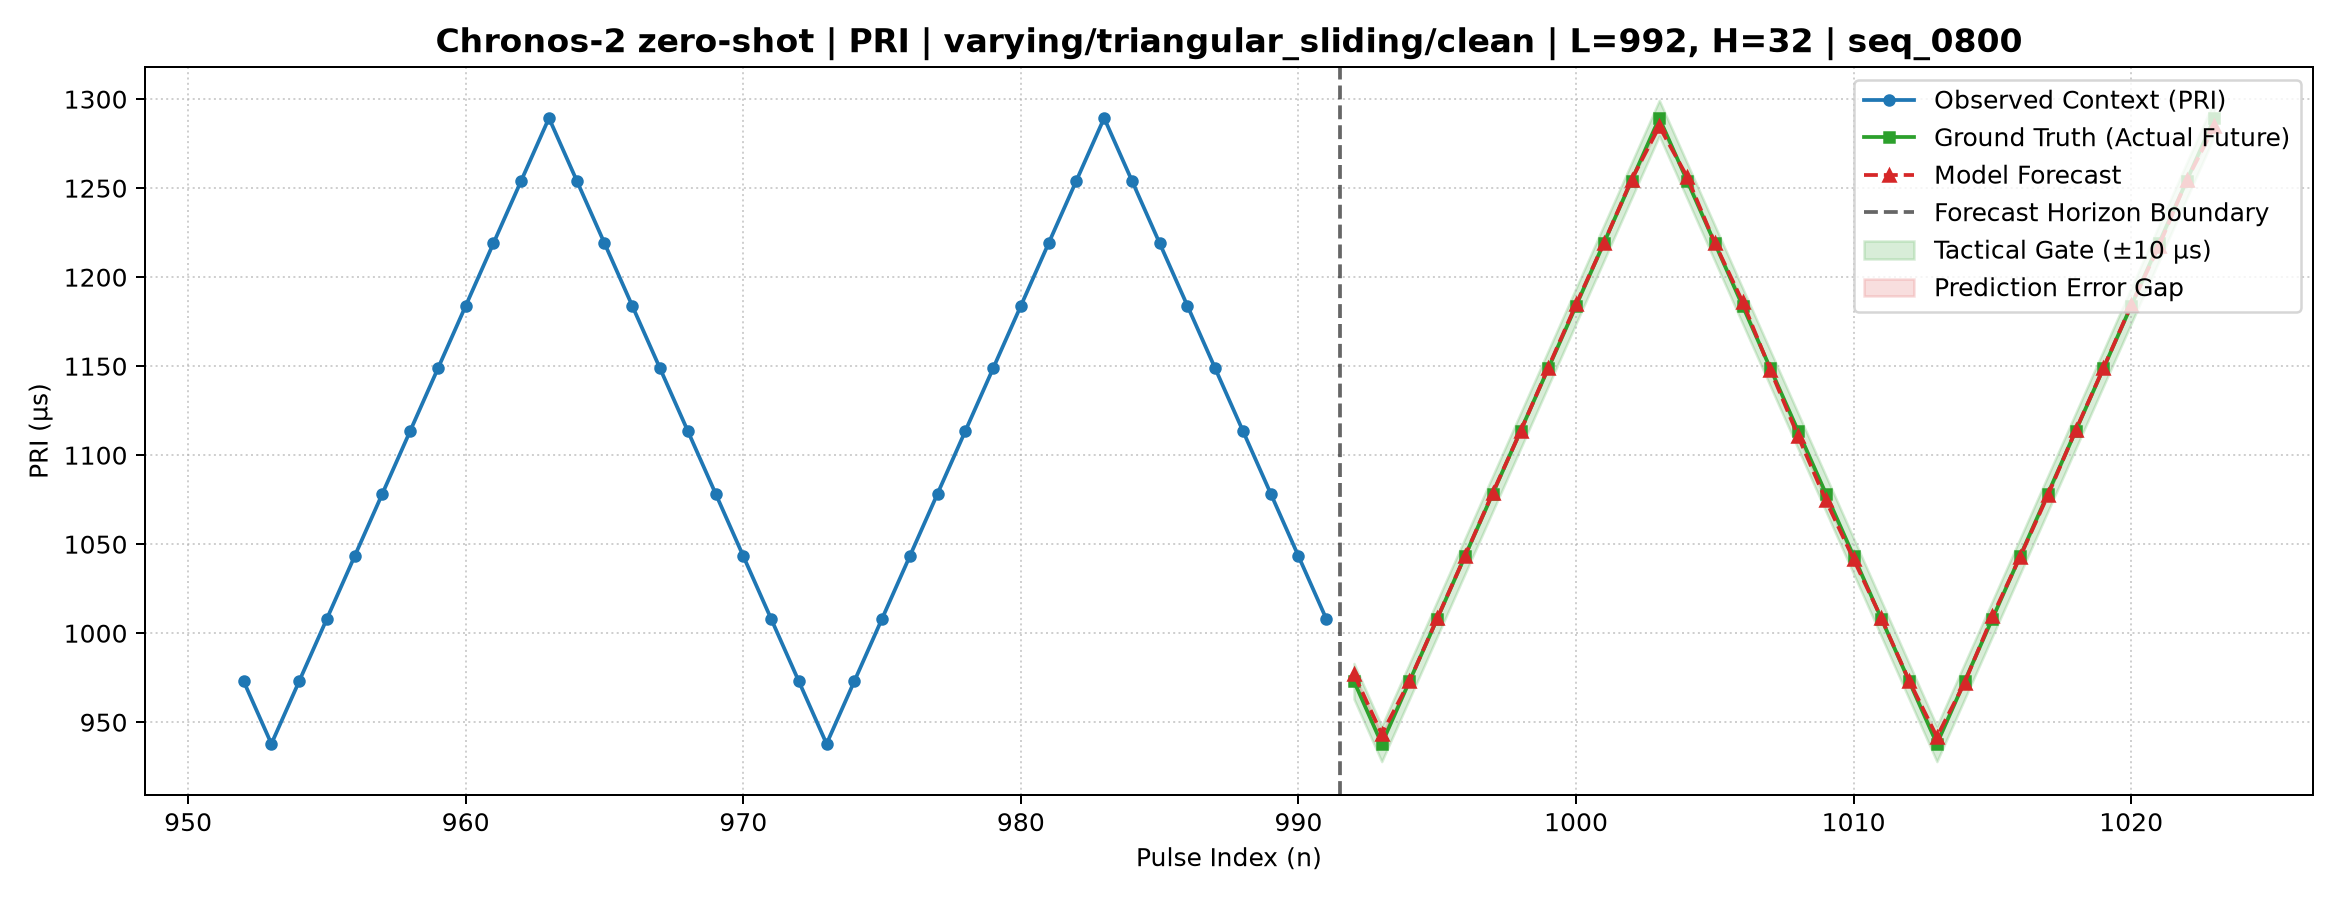 Chronos-2 zero-shot | PRI | varying/triangular_sliding/clean | L=992, H=32 | seq_0800
PRI (µs)
1300
1250
1200
1150
1100
1050
1000
950
Observed Context (PRI)
Ground Truth (Actual Future)
Model Forecast
Forecast Horizon Boundary
Tactical Gate (±10 µs)
Prediction Error Gap
950 960 970 980 990 1000 1010 1020
Pulse Index (n)